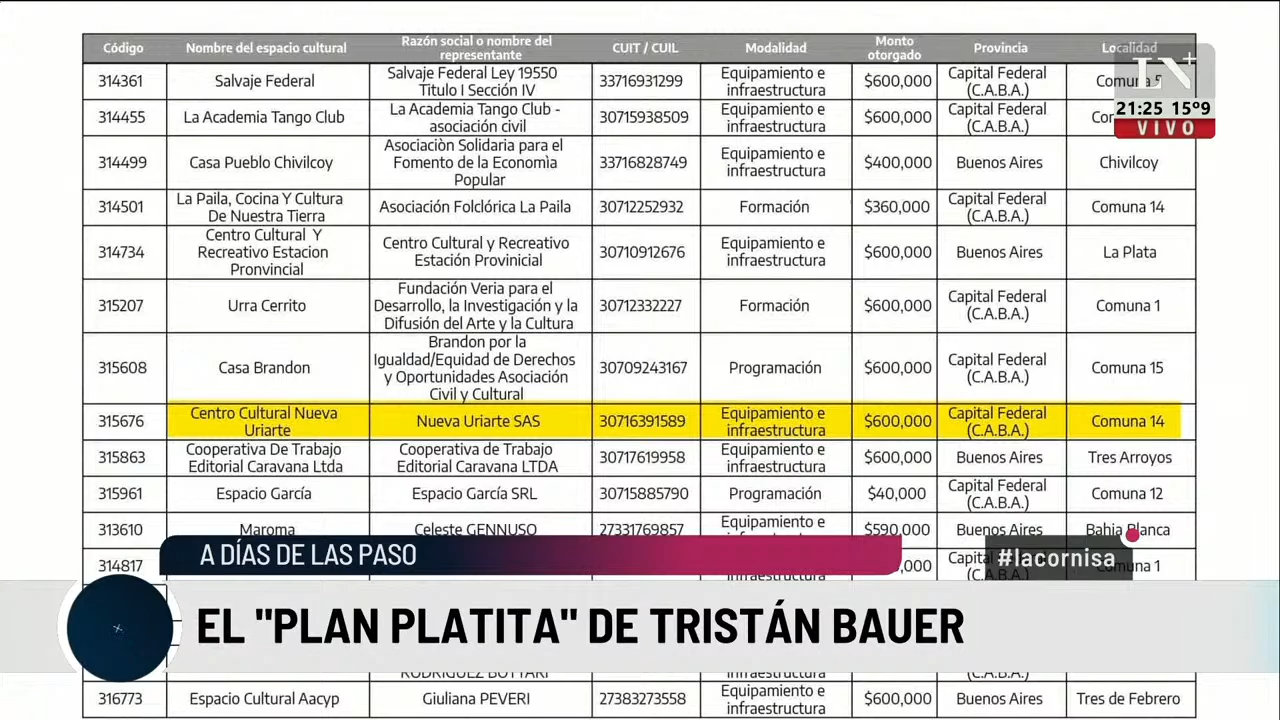 Código Nombre del espacio cultural Razón social o nombre del representante CUIT / CUIL Modalidad Monto otorgado Provincia Localidad
314361 Salvaje Federal Salvaje Federal Ley 19550 Titulo I Sección IV 33716931299 Equipamiento e infraestructura $600,000 Capital Federal (C.A.B.A.) Comuna 5
314455 La Academia Tango Club La Academia Tango Club - asociación civil 30715938509 Equipamiento e infraestructura $600,000 Capital Federal (C.A.B.A.)
314499 Casa Pueblo Chivilcoy Asociaciòn Solidaria para el Fomento de la Economìa Popular 33716828749 Equipamiento e infraestructura $400,000 Buenos Aires Chivilcoy
314501 La Paila, Cocina Y Cultura De Nuestra Tierra Asociación Folclórica La Paila 30712252932 Formación $360,000 Capital Federal (C.A.B.A.) Comuna 14
314734 Centro Cultural Y Recreativo Estacion Pronvincial Centro Cultural y Recreativo Estación Provinicial 30710912676 Equipamiento e infraestructura $600,000 Buenos Aires La Plata
315207 Urra Cerrito Fundación Veria para el Desarrollo, la Investigación y la Difusión del Arte y la Cultura 30712332227 Formación $600,000 Capital Federal (C.A.B.A.) Comuna 1
315608 Casa Brandon Brandon por la Igualdad/Equidad de Derechos y Oportunidades Asociación Civil y Cultural 30709243167 Programación $600,000 Capital Federal (C.A.B.A.) Comuna 15
315676 Centro Cultural Nueva Uriarte Nueva Uriarte SAS 30716391589 Equipamiento e infraestructura $600,000 Capital Federal (C.A.B.A.) Comuna 14
315863 Cooperativa De Trabajo Editorial Caravana Ltda Cooperativa de Trabajo Editorial Caravana LTDA 30717619958 Equipamiento e infraestructura $600,000 Buenos Aires Tres Arroyos
315961 Espacio García Espacio García SRL 30715885790 Programación $40,000 Capital Federal (C.A.B.A.) Comuna 12
313610 Maroma Celeste GENNUSO 27331769857 Equipamiento e $590,000 Buenos Aires Bahia Blanca
314817 Comuna 1
316773 Espacio Cultural Aacyp Giuliana PEVERI 27383273558 Equipamiento e infraestructura $600,000 Buenos Aires Tres de Febrero
LN+
21:25 15°9
VIVO
A DÍAS DE LAS PASO
#lacornisa
EL "PLAN PLATITA" DE TRISTÁN BAUER